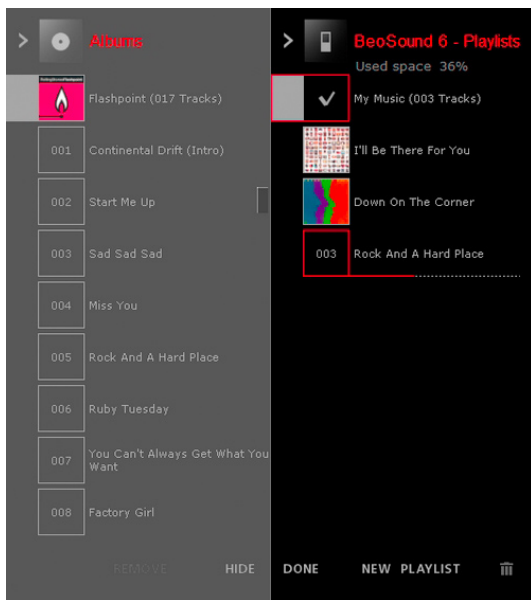 > Albums
Flashpoint (017 Tracks)
001 Continental Drift (Intro)
002 Start Me Up
003 Sad Sad Sad
004 Miss You
005 Rock And A Hard Place
006 Ruby Tuesday
007 You Can't Always Get What You
Want
008 Factory Girl
REMOVE HIDE
> BeoSound 6 - Playlists
Used space 36%
My Music (003 Tracks)
I'll Be There For You
Down On The Corner
003 Rock And A Hard Place
DONE NEW PLAYLIST